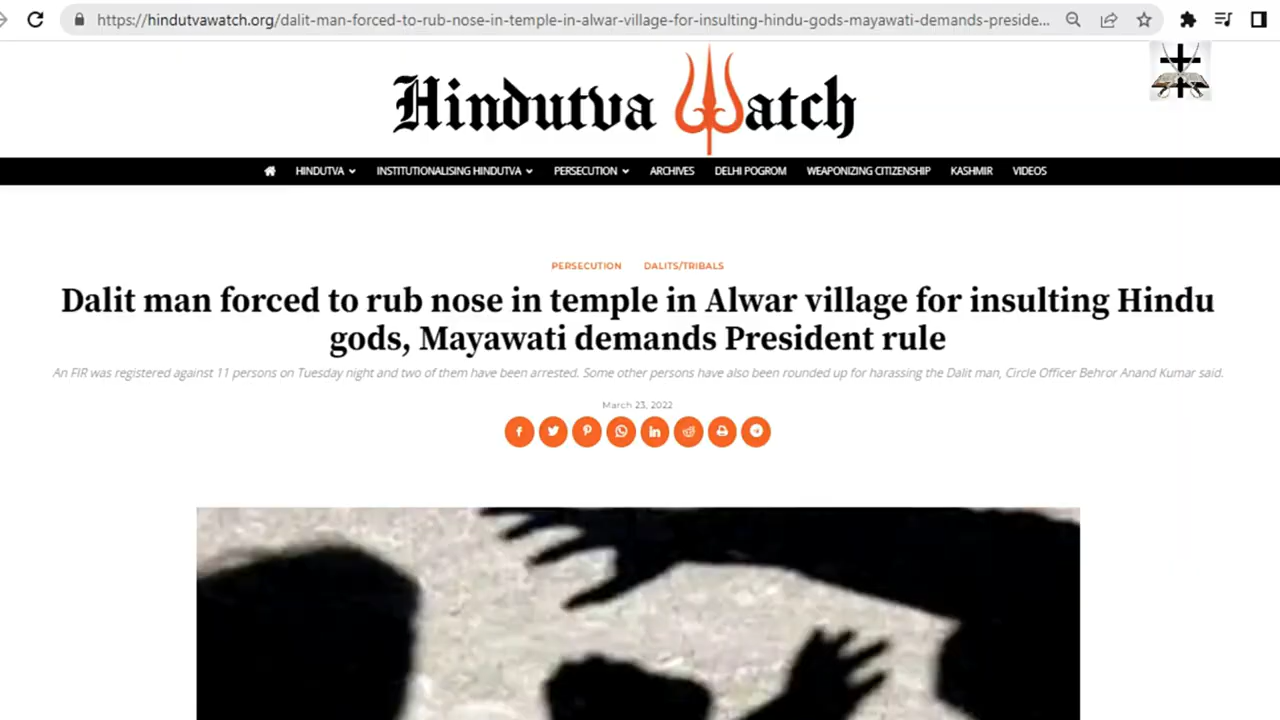 https://hindutvawatch.org/dalit-man-forced-to-rub-nose-in-temple-in-alwar-village-for-insulting-hindu-gods-mayawati-demands-preside...
Hindutva Watch
HINDUTVA
INSTITUTIONALISING HINDUTVA
PERSECUTION
ARCHIVES
DELHI POGROM
WEAPONIZING CITIZENSHIP
KASHMIR
VIDEOS
PERSECUTION DALITS/TRIBALS
Dalit man forced to rub nose in temple in Alwar village for insulting Hindu
gods, Mayawati demands President rule
An FIR was registered against 11 persons on Tuesday night and two of them have been arrested. Some other persons have also been rounded up for harassing the Dalit man, Circle Officer Behror Anand Kumar said.
March 23, 2022